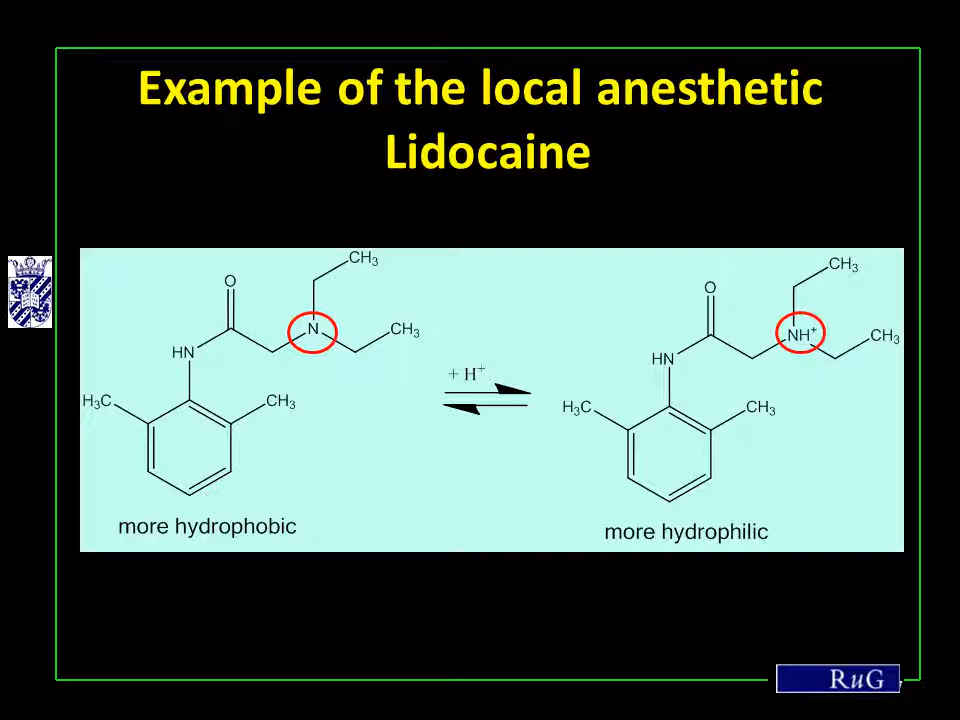 Example of the local anesthetic
Lidocaine
CH3
O
N
CH3
HN
H3C
CH3
more hydrophobic
+ H+
CH3
O
NH+
CH3
HN
H3C
CH3
more hydrophilic
RuG